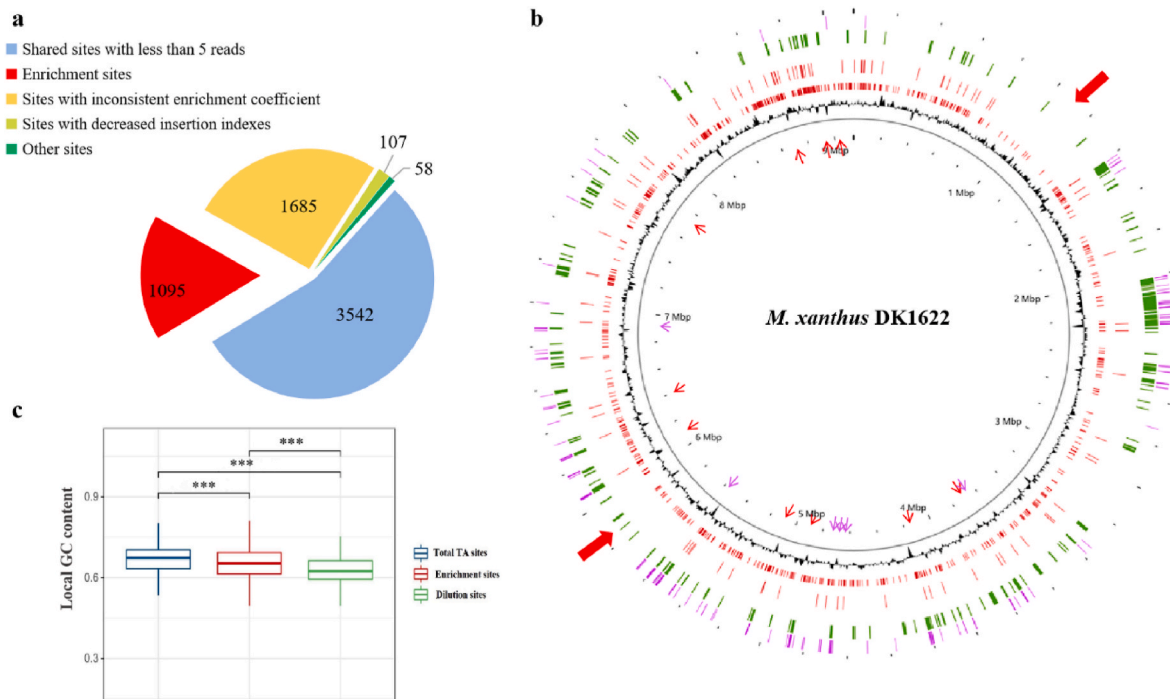 a
Shared sites with less than 5 reads
Enrichment sites
Sites with inconsistent enrichment coefficient
Sites with decreased insertion indexes
Other sites
107
58
1685
1095
3542
b
9 Mbp
1 Mbp
8 Mbp
2 Mbp
7 Mbp
M. xanthus DK1622
3 Mbp
6 Mbp
4 Mbp
5 Mbp
c
***
***
***
Local GC content
0.9
0.6
0.3
Total TA sites
Enrichment sites
Dilution sites